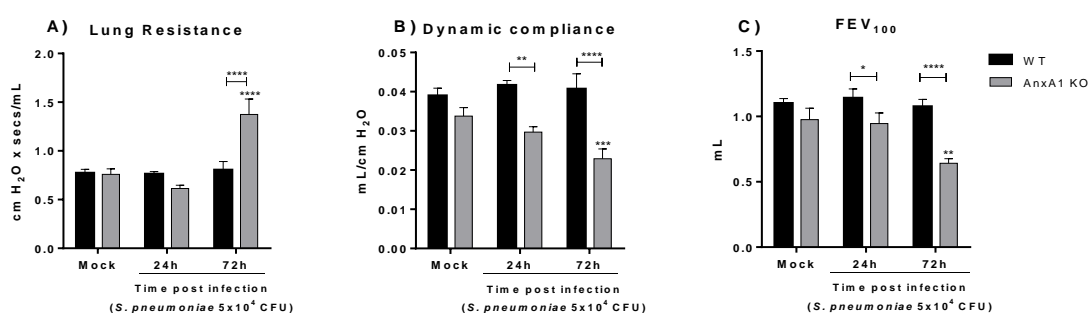 A) Lung Resistance
cm H₂O x secs/mL
2.0
1.5
1.0
0.5
0.0
****
****
Mock 24h 72h
Time post infection
(S. pneumoniae 5x10⁴ CFU)
B) Dynamic compliance
mL/cm H₂O
0.05
0.04
0.03
0.02
0.01
0.00
**
****
***
Mock 24h 72h
Time post infection
(S. pneumoniae 5x10⁴ CFU)
C) FEV₁₀₀
mL
1.5
1.0
0.5
0.0
*
****
**
Mock 24h 72h
Time post infection
(S. pneumoniae 5x10⁴ CFU)
WT
AnxA1 KO